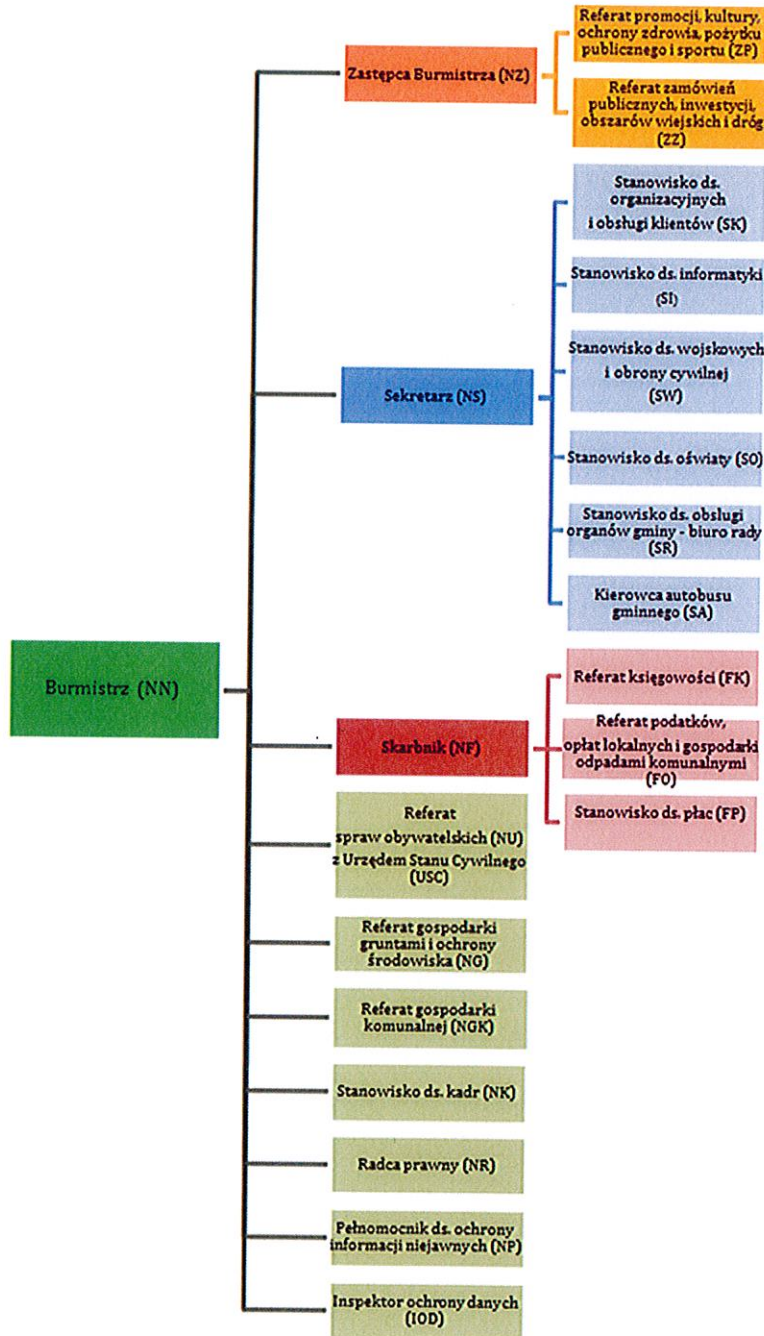 Referat promocji, kultury,
ochrony zdrowia, pożytku
publicznego i sportu (ZP)
Zastępca Burmistrza (NZ)
Referat zamówień
publicznych, inwestycji,
obszarów wiejskich i dróg
(ZZ)
Stanowisko ds.
organizacyjnych
i obsługi klientów (SK)
Stanowisko ds. informatyki
(SI)
Stanowisko ds. wojskowych
i obrony cywilnej
(SW)
Sekretarz (NS)
Stanowisko ds. oświaty (SO)
Stanowisko ds. obsługi
organów gminy - biuro rady
(SR)
Kierowca autobusu
gminnego (SA)
Burmistrz (NN)
Referat księgowości (FK)
Skarbnik (NF)
Referat podatków,
opłat lokalnych i gospodarki
odpadami komunalnymi
(FO)
Stanowisko ds. płac (FP)
Referat
spraw obywatelskich (NU)
z Urzędem Stanu Cywilnego
(USC)
Referat gospodarki
gruntami i ochrony
środowiska (NG)
Referat gospodarki
komunalnej (NGK)
Stanowisko ds. kadr (NK)
Radca prawny (NR)
Pełnomocnik ds. ochrony
informacji niejawnych (NP)
Inspektor ochrony danych
(IOD)